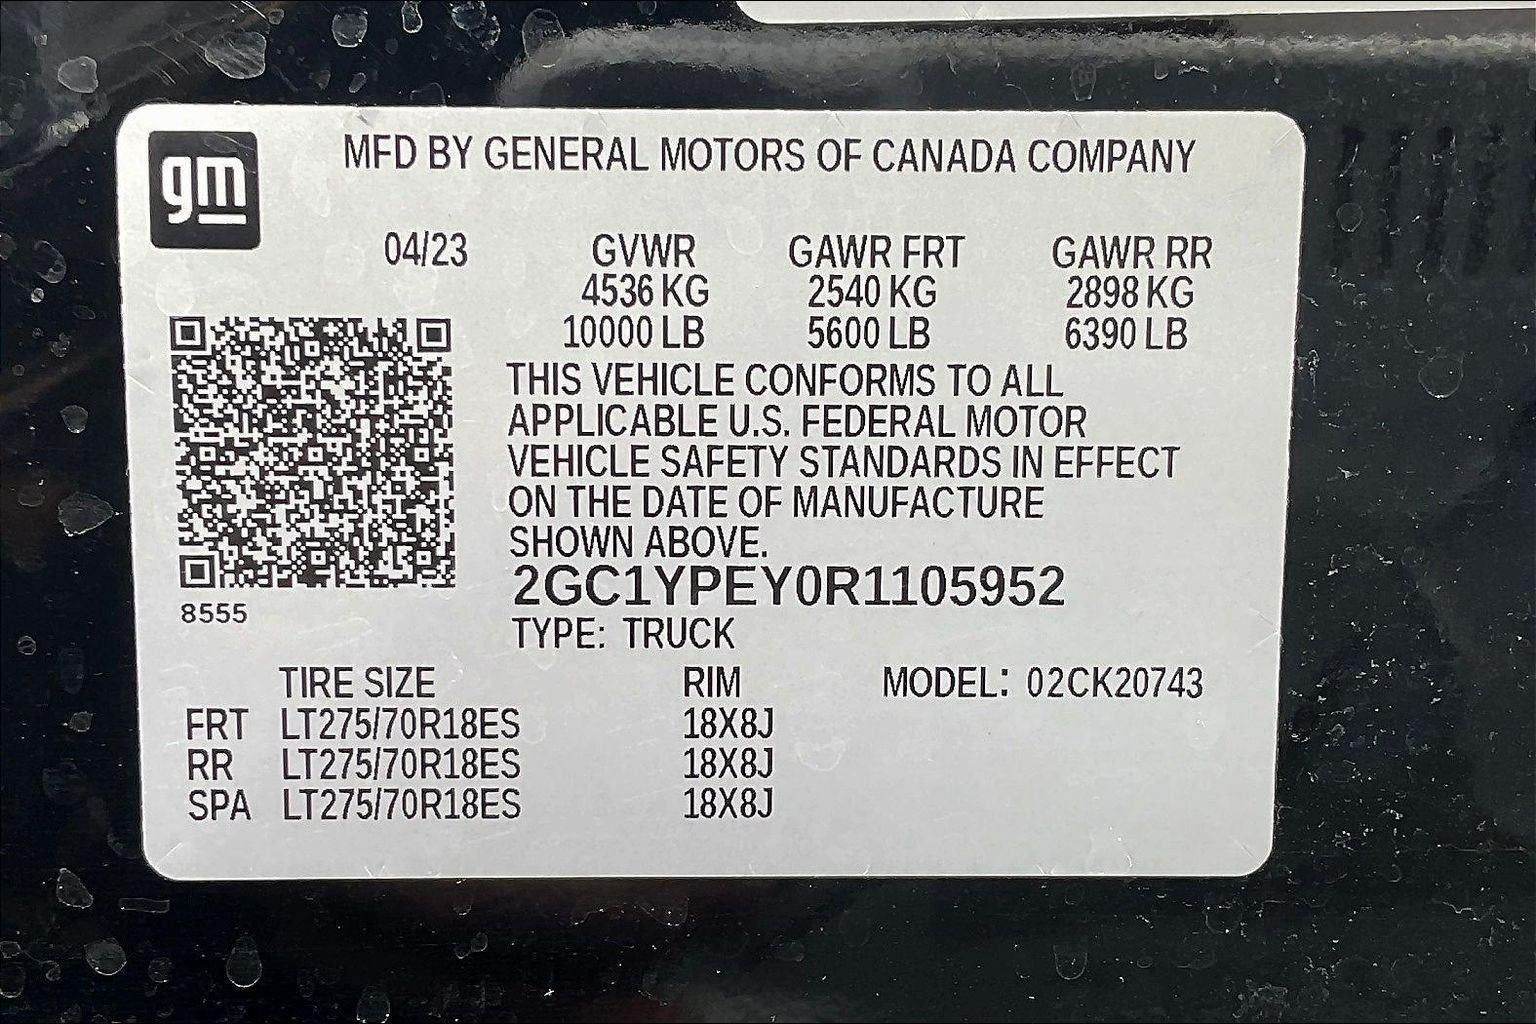 gm
MFD BY GENERAL MOTORS OF CANADA COMPANY
04/23 GVWR GAWR FRT GAWR RR
4536 KG 2540 KG 2898 KG
10000 LB 5600 LB 6390 LB
THIS VEHICLE CONFORMS TO ALL
APPLICABLE U.S. FEDERAL MOTOR
VEHICLE SAFETY STANDARDS IN EFFECT
ON THE DATE OF MANUFACTURE
SHOWN ABOVE.
2GC1YPEY0R1105952
8555
TYPE: TRUCK
TIRE SIZE RIM MODEL: 02CK20743
FRT LT275/70R18ES 18X8J
RR LT275/70R18ES 18X8J
SPA LT275/70R18ES 18X8J